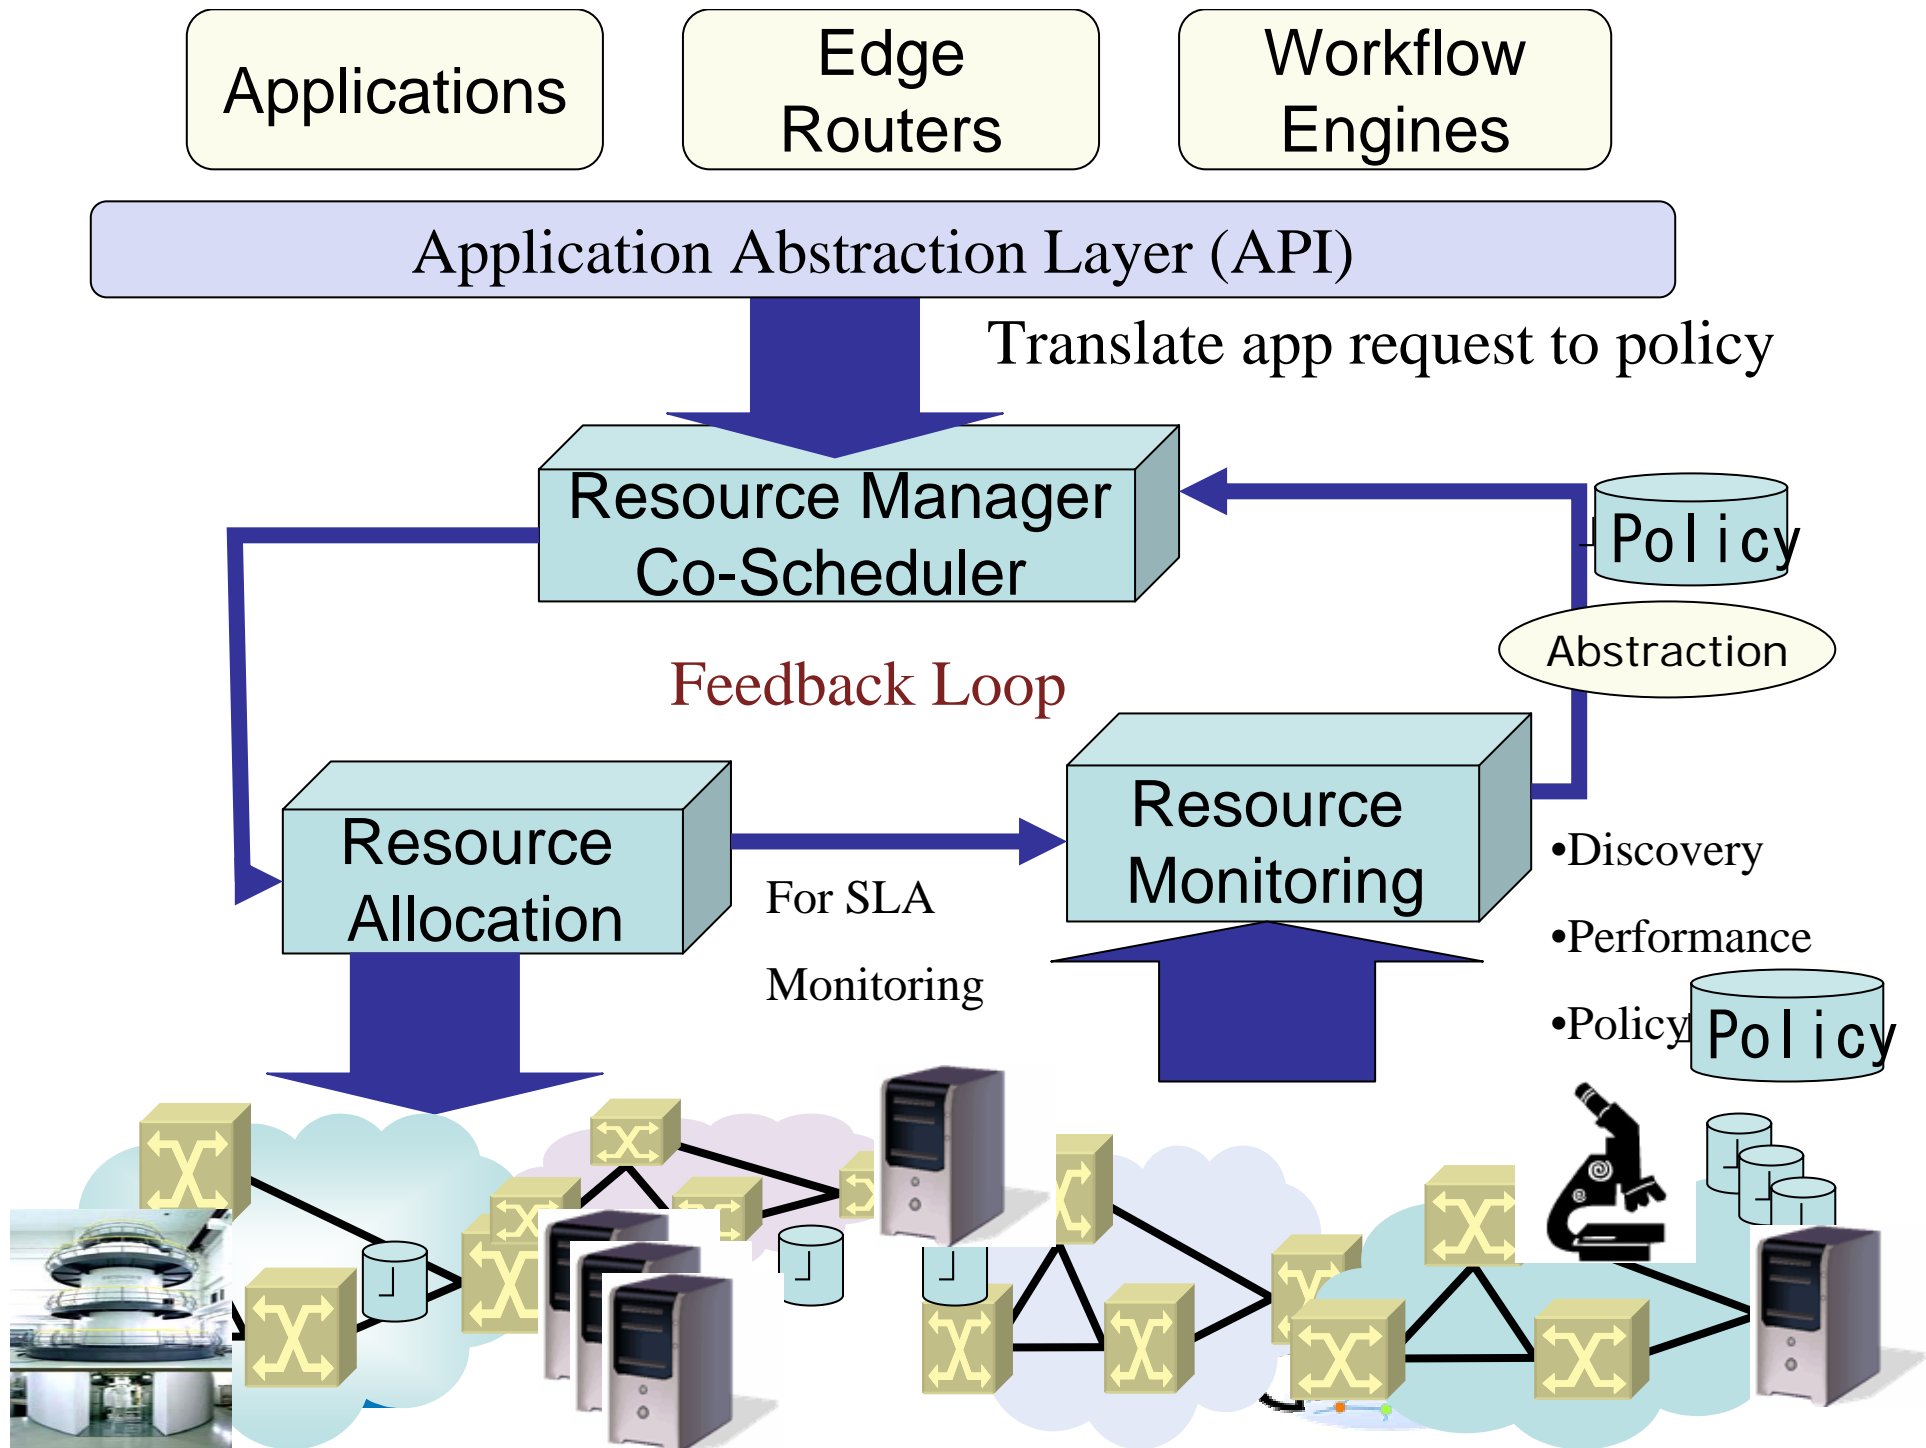 Applications
Edge
Routers
Workflow
Engines
Application Abstraction Layer (API)
Translate app request to policy
Resource Manager
Co-Scheduler
Policy
Abstraction
Feedback Loop
Resource
Allocation
For SLA
Monitoring
Resource
Monitoring
•Discovery
•Performance
•Policy
Policy